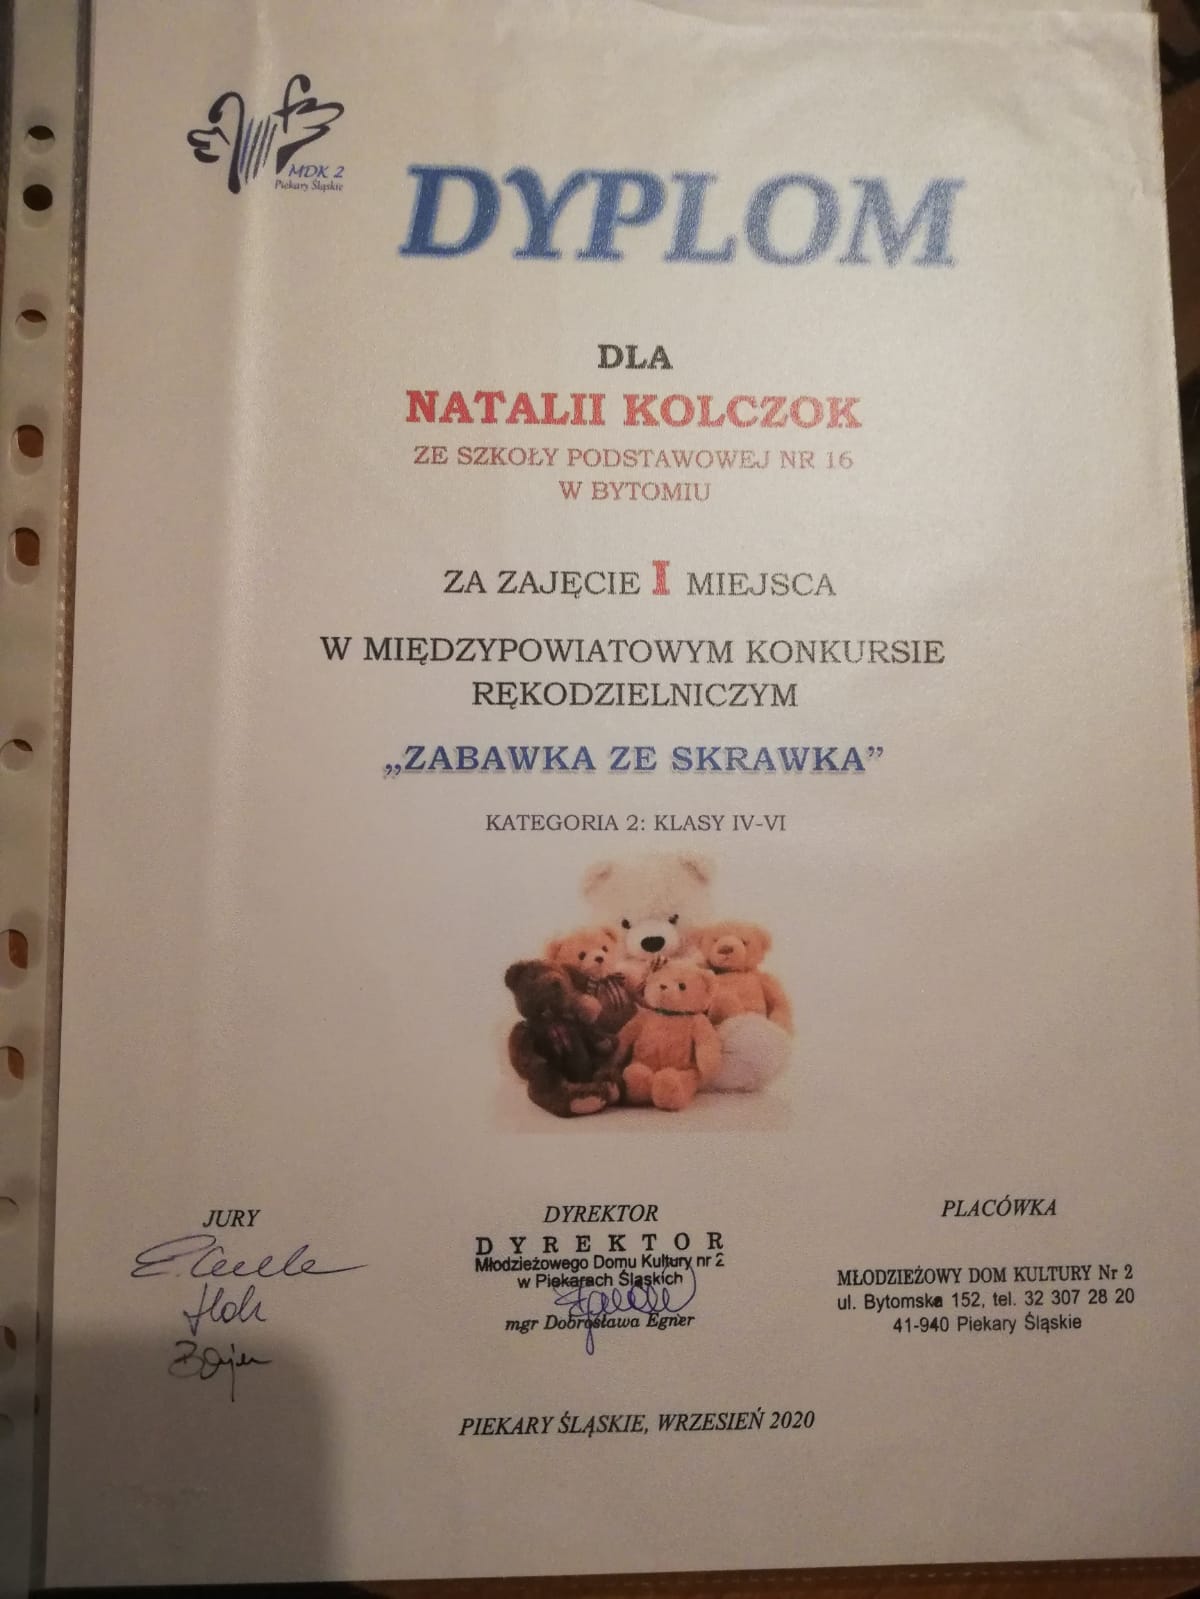 MDK 2
Piekary Śląskie
DYPLOM
DLA
NATALII KOLCZOK
ZE SZKOŁY PODSTAWOWEJ NR 16
W BYTOMIU
ZA ZAJĘCIE I MIEJSCA
W MIĘDZYPOWIATOWYM KONKURSIE
RĘKODZIELNICZYM
„ZABAWKA ZE SKRAWKA”
KATEGORIA 2: KLASY IV-VI
JURY
DYREKTOR
DYREKTOR
Młodzieżowego Domu Kultury nr 2
w Piekarach Śląskich
mgr Dobrosława Egner
PLACÓWKA
MŁODZIEŻOWY DOM KULTURY Nr 2
ul. Bytomska 152, tel. 32 307 28 20
41-940 Piekary Śląskie
PIEKARY ŚLĄSKIE, WRZESIEŃ 2020